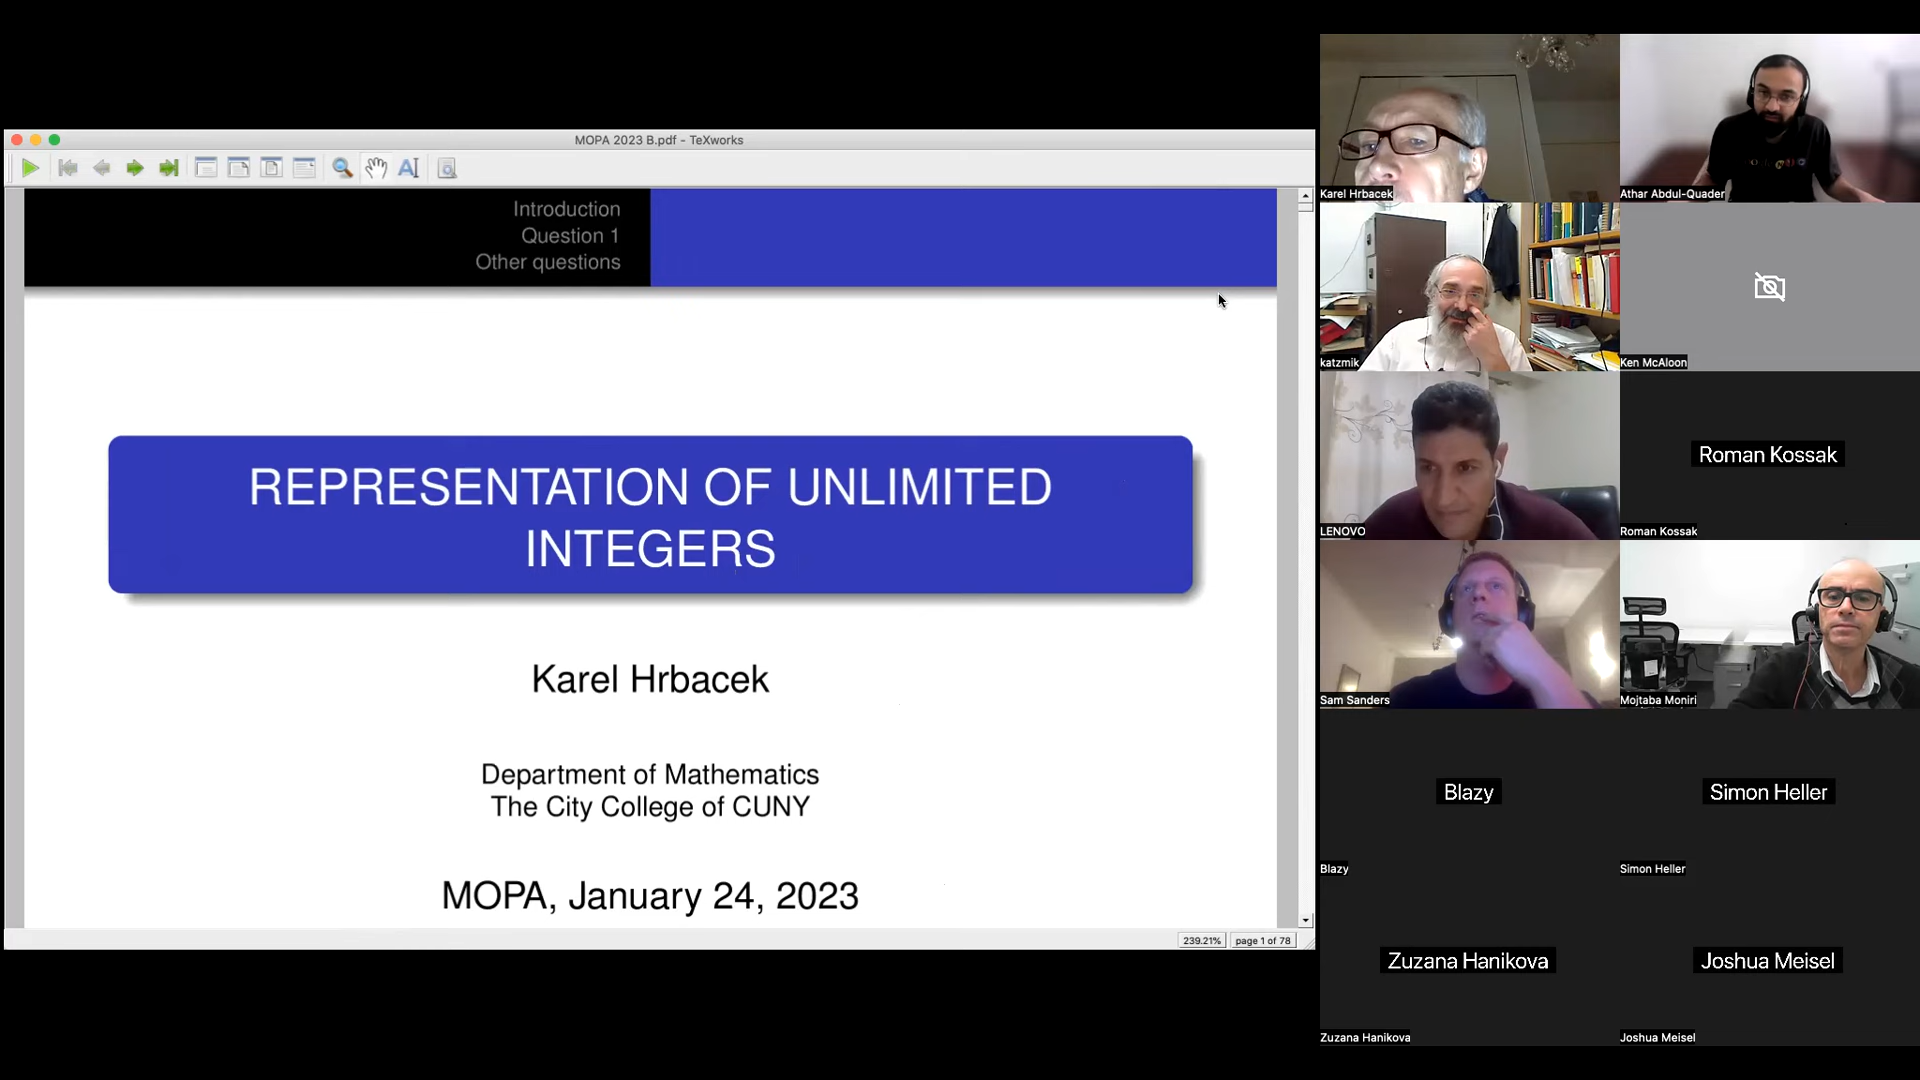 MOPA 2023 B.pdf - TeXworks
Introduction
Question 1
Other questions
REPRESENTATION OF UNLIMITED
INTEGERS
Karel Hrbacek
Department of Mathematics
The City College of CUNY
MOPA, January 24, 2023
239.21%
page 1 of 78
Karel Hrbacek
Athar Abdul-Quader
katzmik
Ken McAloon
LENOVO
Roman Kossak
Roman Kossak
Sam Sanders
Mojtaba Moniri
Blazy
Blazy
Simon Heller
Simon Heller
Zuzana Hanikova
Zuzana Hanikova
Joshua Meisel
Joshua Meisel